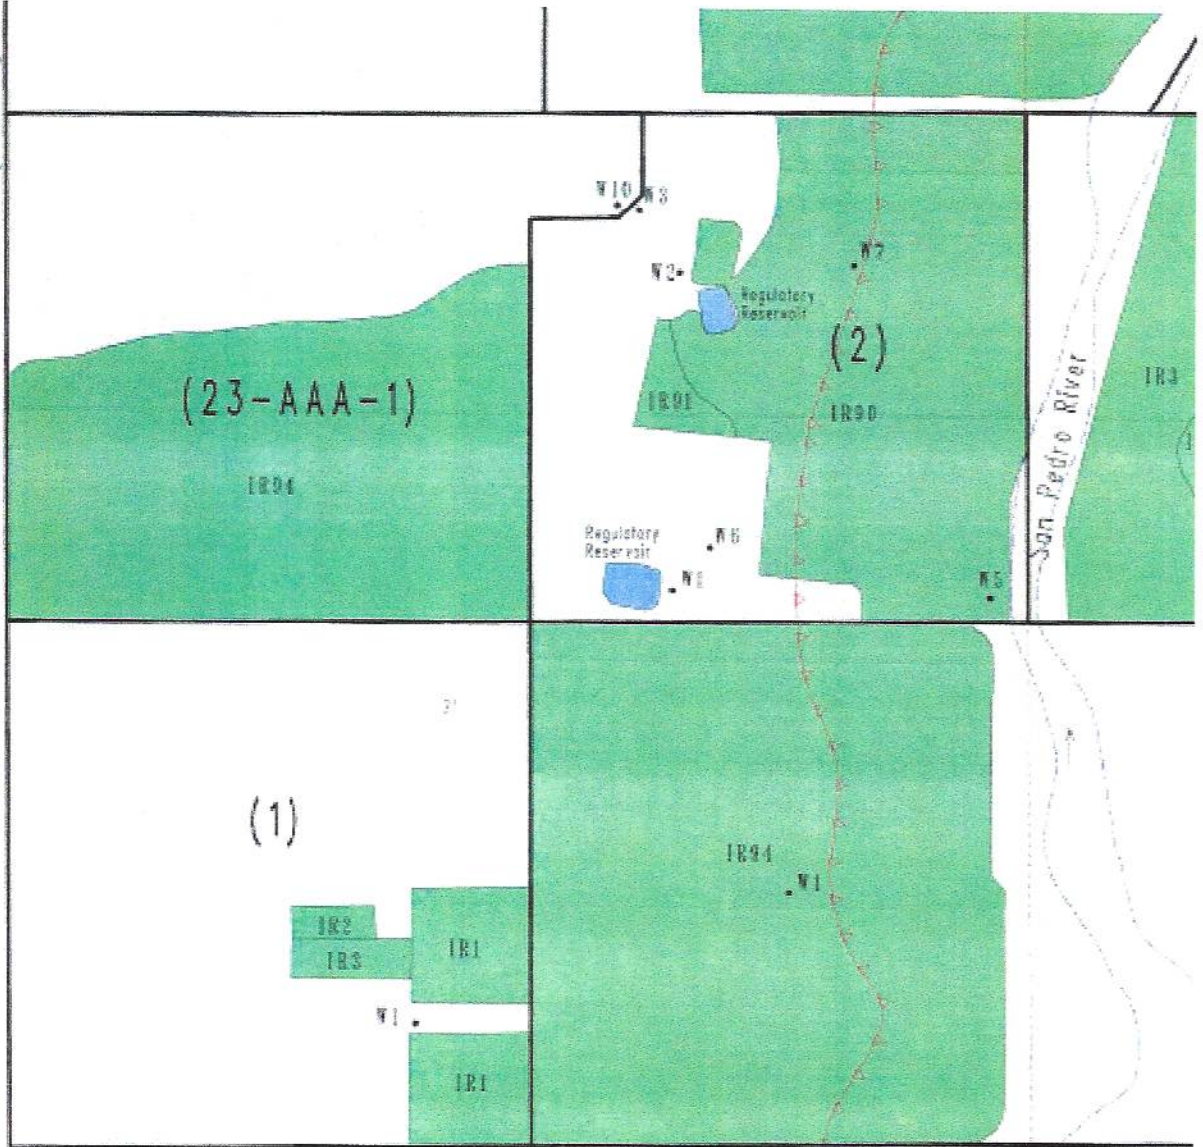 W10
W3
W2
W7
Regulatory
Reservoir
(2)
(23-AAA-1)
IR91
IR90
IR3
San Pedro River
IR94
Regulatory
Reservoir
W6
W1
W5
(1)
IR94
W1
IR2
IR3
IR1
W1
IR1